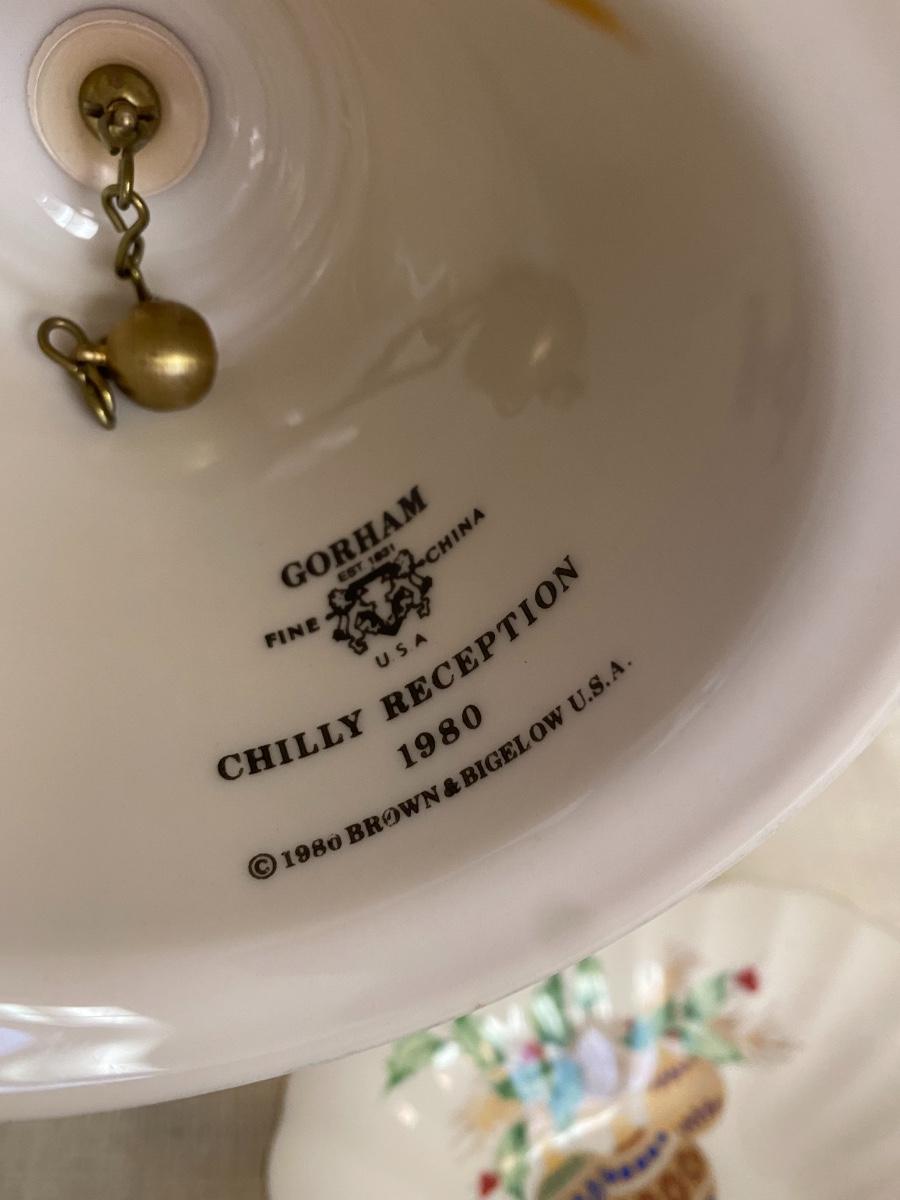 GORHAM
EST. 1831
FINE CHINA
U.S.A
CHILLY RECEPTION
1980
© 1980 BROWN & BIGELOW U.S.A.